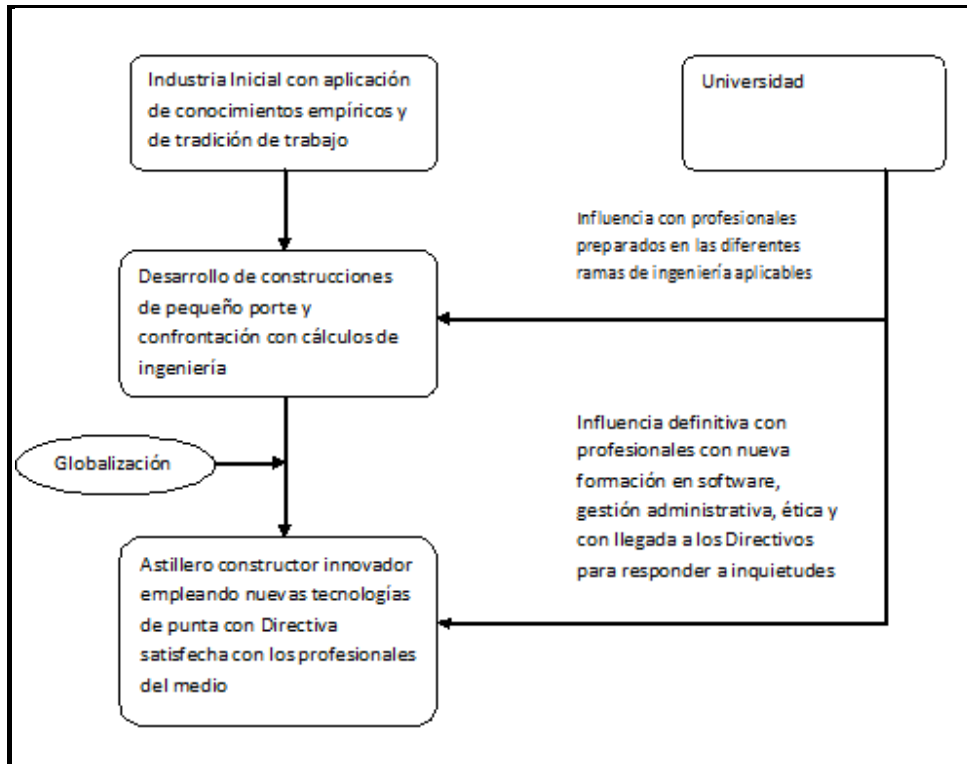 Industria Inicial con aplicación
de conocimientos empíricos y
de tradición de trabajo
Universidad
Influencia con profesionales
preparados en las diferentes
ramas de ingeniería aplicables
Desarrollo de construcciones
de pequeño porte y
confrontación con cálculos de
ingeniería
Globalización
Influencia definitiva con
profesionales con nueva
formación en software,
gestión administrativa, ética y
con llegada a los Directivos
para responder a inquietudes
Astillero constructor innovador
empleando nuevas tecnologías
de punta con Directiva
satisfecha con los profesionales
del medio